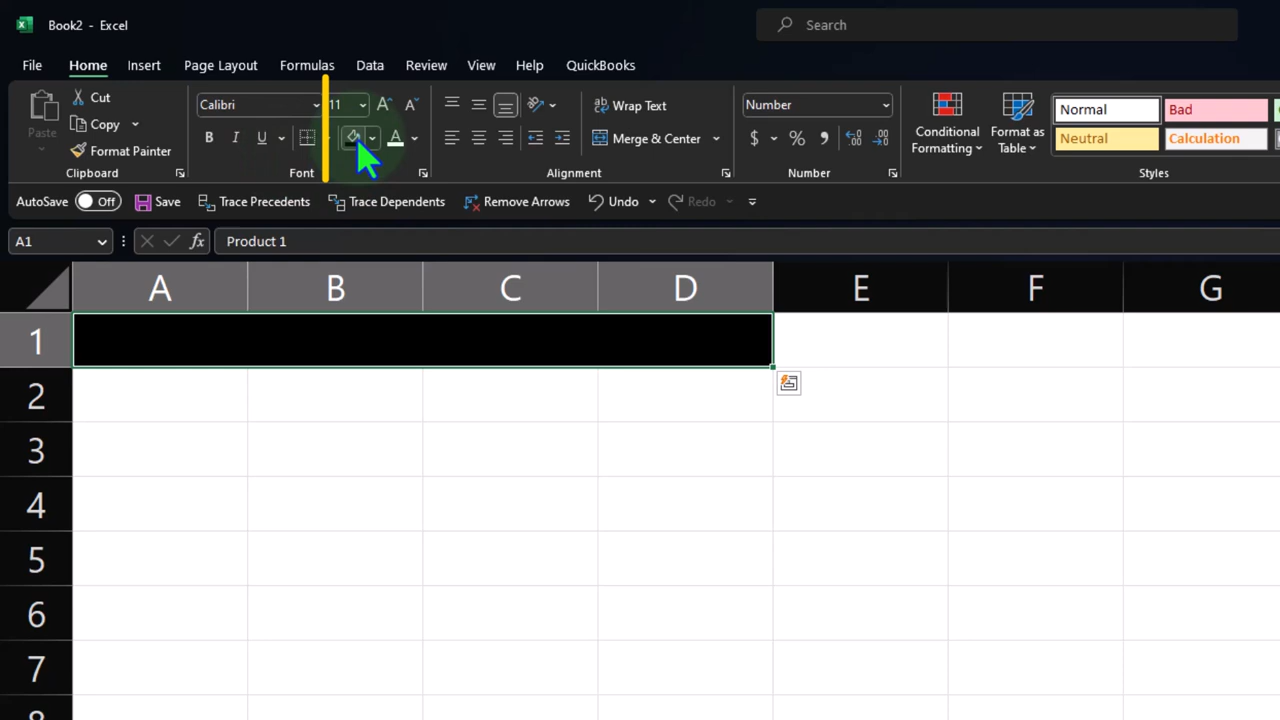 Book2 - Excel
Search
File Home Insert Page Layout Formulas Data Review View Help QuickBooks
Paste
Cut
Copy
Format Painter
Clipboard
Calibri 11
B I U A
Font
Wrap Text
Merge & Center
Alignment
Number
$ % ,
Number
Conditional
Formatting
Format as
Table
Normal Bad
Neutral Calculation
Styles
AutoSave Off Save Trace Precedents Trace Dependents Remove Arrows Undo Redo
A1 fx Product 1
A B C D E F G
1
2
3
4
5
6
7
8